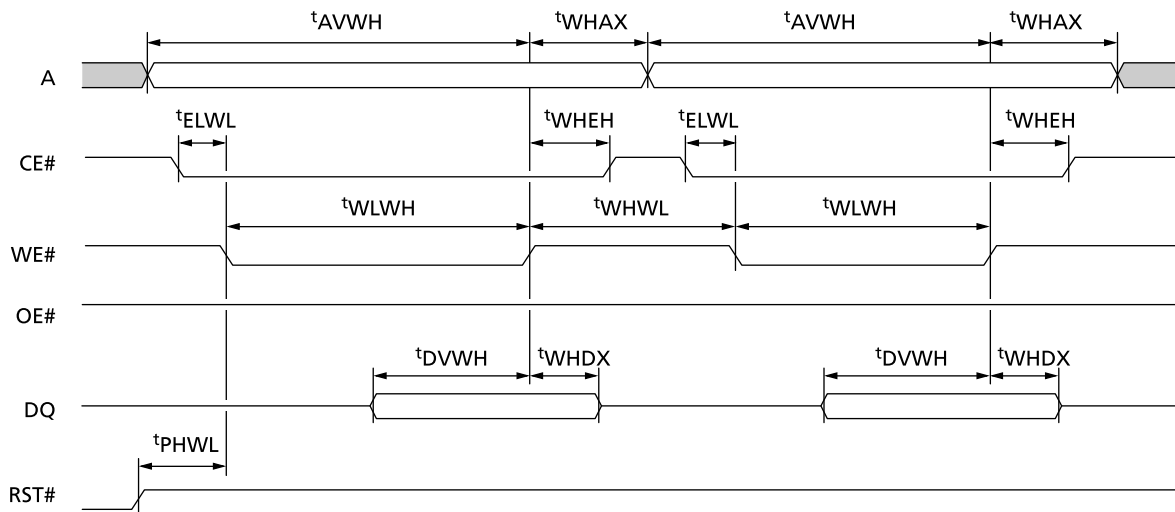 tAVWH tWHAX tAVWH tWHAX
A
tELWL tWHEH tELWL tWHEH
CE#
tWLWH tWHWL tWLWH
WE#
OE#
tDVWH tWHDX tDVWH tWHDX
DQ
tPHWL
RST#